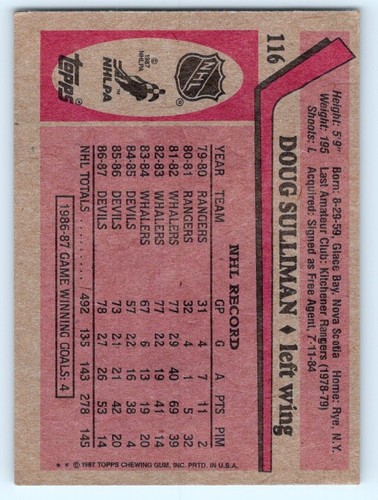 116
DOUG SULLIMAN ♦ left wing
Height: 5'9" Born: 8-29-59, Glace Bay, Nova Scotia Home: Rye, N.Y.
Weight: 195 Last Amateur Club: Kitchener Rangers (1978-79)
Shoots: L Acquired: Signed as Free Agent, 7-11-84
NHL
© 1987 NHLPA
NHLPA
TOPPS
NHL RECORD
YEAR TEAM GP G A PTS PIM
79-80 RANGERS 31 4 7 11 2
80-81 RANGERS 32 4 1 5 32
81-82 WHALERS 77 29 40 69 39
82-83 WHALERS 77 22 19 41 14
83-84 WHALERS 67 6 13 19 20
84-85 DEVILS 57 22 16 38 4
85-86 DEVILS 73 21 22 43 20
86-87 DEVILS 78 27 26 53 14
NHL TOTALS ..... 492 135 143 278 145
1986-87 GAME WINNING GOALS: 4
** © 1987 TOPPS CHEWING GUM, INC. PRTD. IN U.S.A.